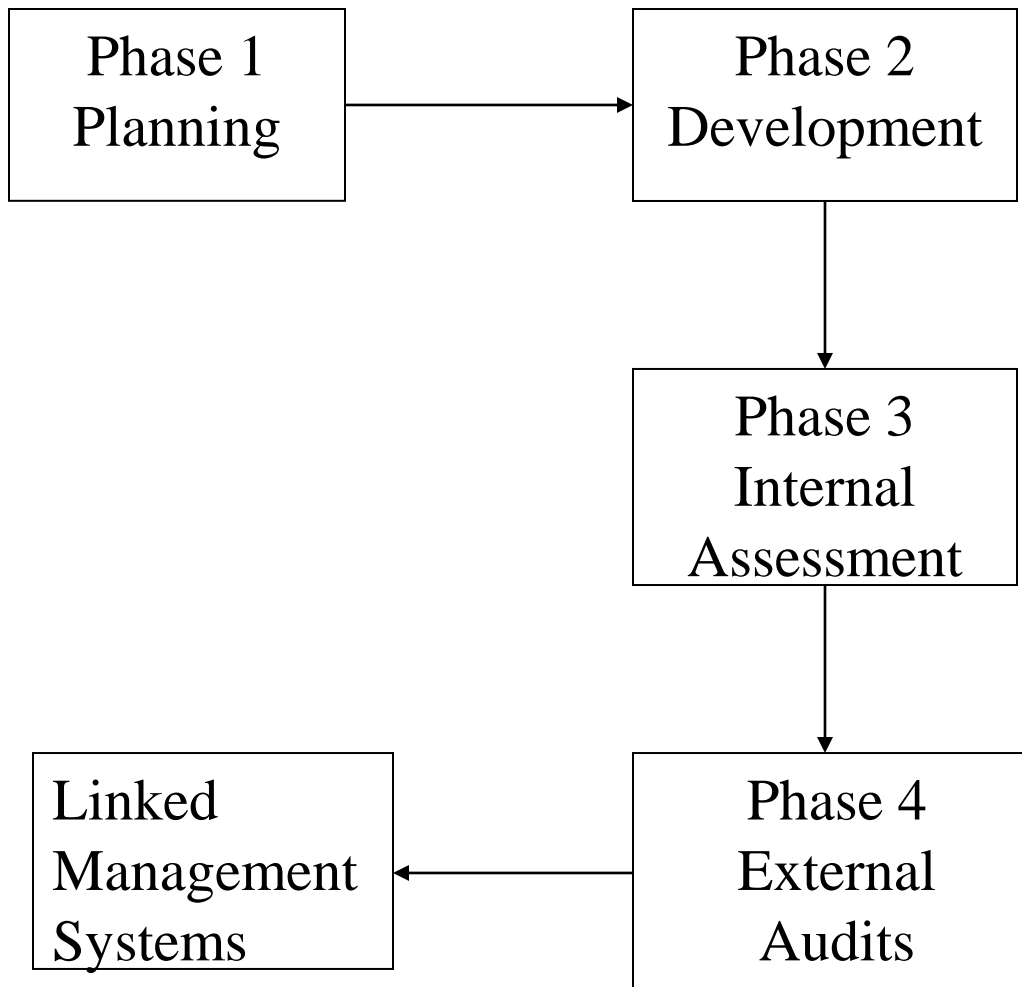 Phase 1
Planning
Phase 2
Development
Phase 3
Internal
Assessment
Phase 4
External
Audits
Linked
Management
Systems